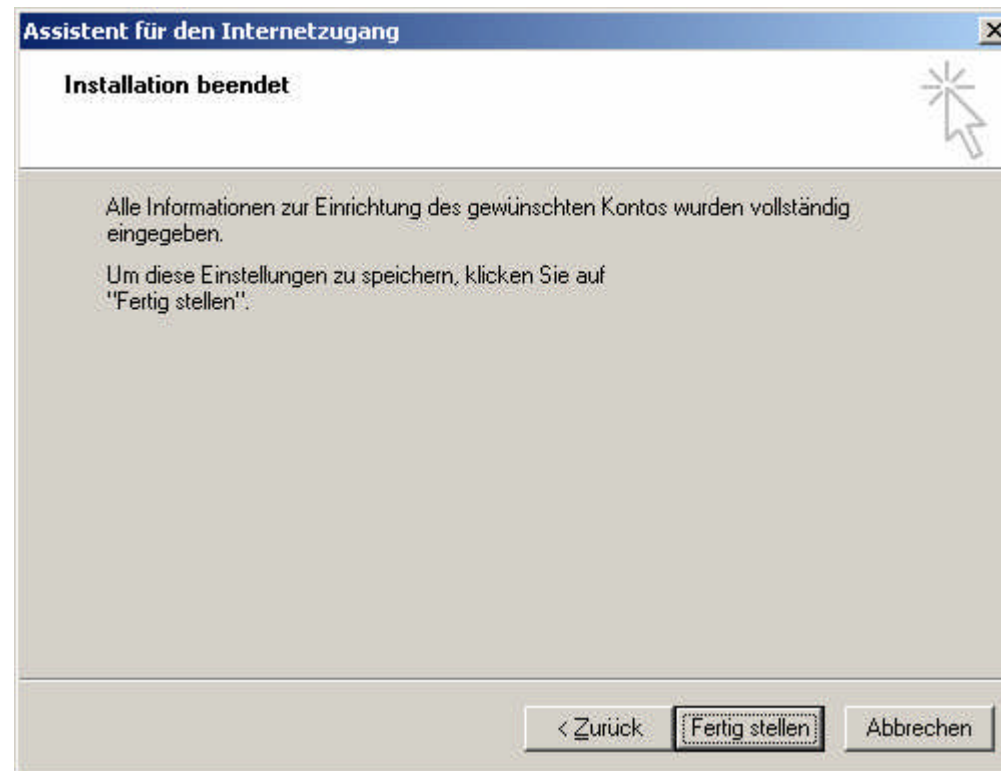 Assistent für den Internetzugang
Installation beendet
Alle Informationen zur Einrichtung des gewünschten Kontos wurden vollständig
eingegeben.
Um diese Einstellungen zu speichern, klicken Sie auf
"Fertig stellen".
< Zurück Fertig stellen Abbrechen